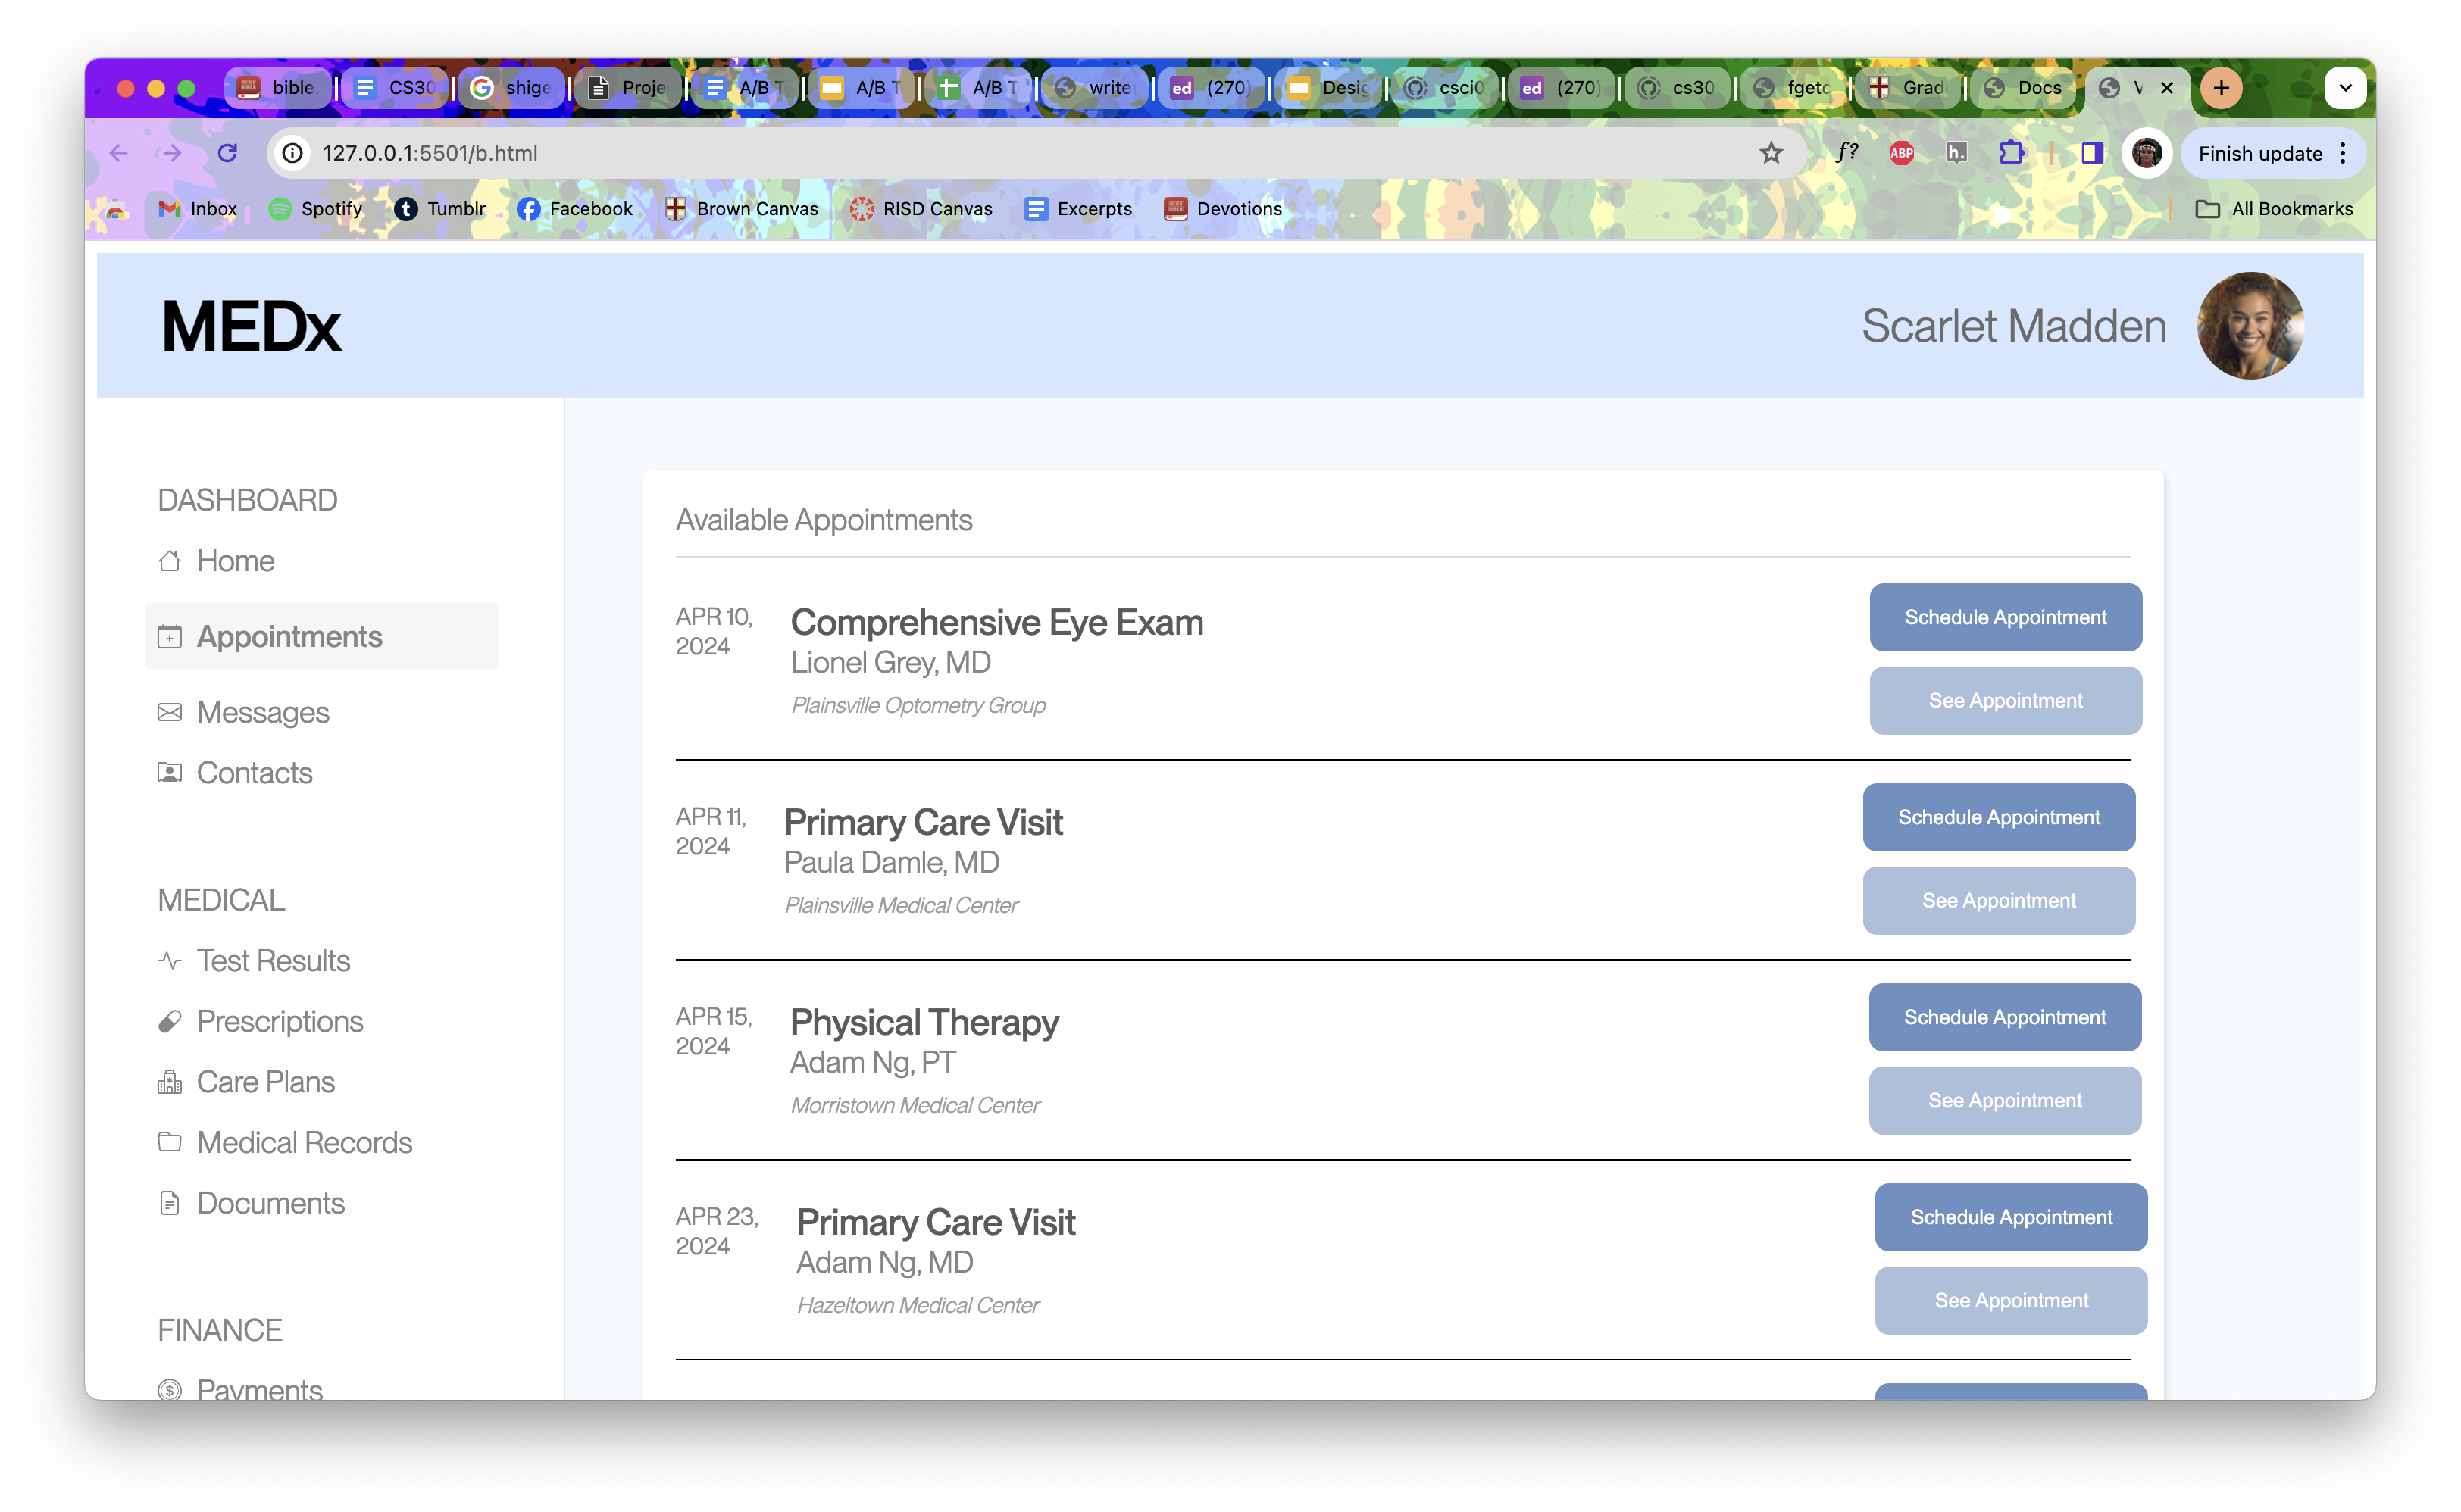 bible. CS30 shige Proje A/B T A/B T A/B T write ed (270) Desig csci0 ed (270) cs30 fgetc Grad Docs V
127.0.0.1:5501/b.html f? ABP h. Finish update
Inbox Spotify Tumblr Facebook Brown Canvas RISD Canvas Excerpts Devotions All Bookmarks
MEDx Scarlet Madden
DASHBOARD
Home
Appointments
Messages
Contacts
MEDICAL
Test Results
Prescriptions
Care Plans
Medical Records
Documents
FINANCE
Payments
Available Appointments
APR 10,
2024
Comprehensive Eye Exam
Lionel Grey, MD
Plainsville Optometry Group
Schedule Appointment
See Appointment
APR 11,
2024
Primary Care Visit
Paula Damle, MD
Plainsville Medical Center
Schedule Appointment
See Appointment
APR 15,
2024
Physical Therapy
Adam Ng, PT
Morristown Medical Center
Schedule Appointment
See Appointment
APR 23,
2024
Primary Care Visit
Adam Ng, MD
Hazeltown Medical Center
Schedule Appointment
See Appointment